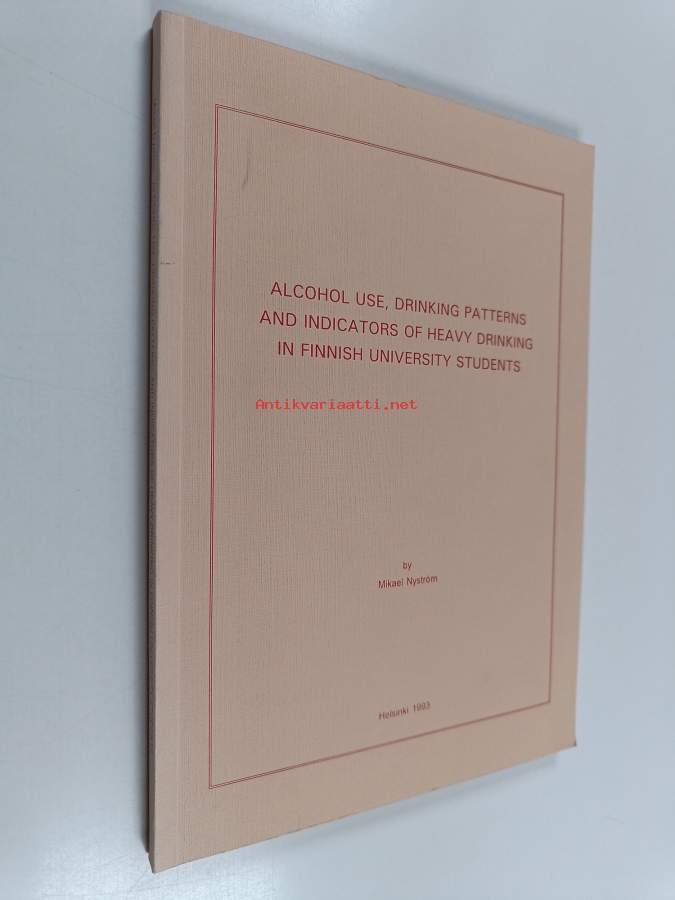 ALCOHOL USE, DRINKING PATTERNS
AND INDICATORS OF HEAVY DRINKING
IN FINNISH UNIVERSITY STUDENTS
Antikvariaatti.net
by
Mikael Nyström
Helsinki 1993